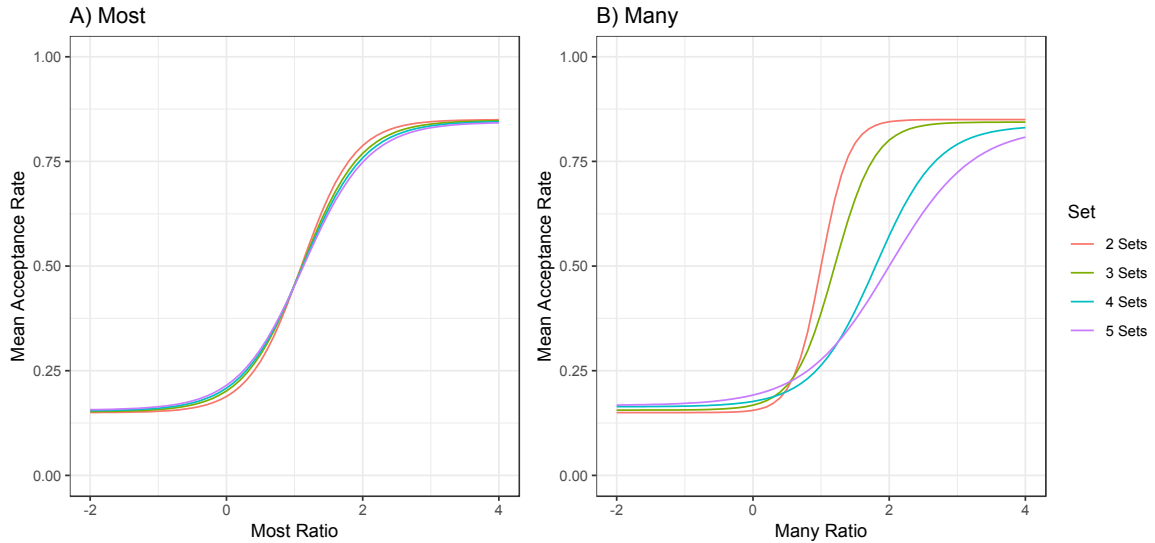 A) Most
Mean Acceptance Rate
1.00
0.75
0.50
0.25
0.00
-2
0
2
4
Most Ratio
B) Many
Mean Acceptance Rate
1.00
0.75
0.50
0.25
0.00
-2
0
2
4
Many Ratio
Set
2 Sets
3 Sets
4 Sets
5 Sets